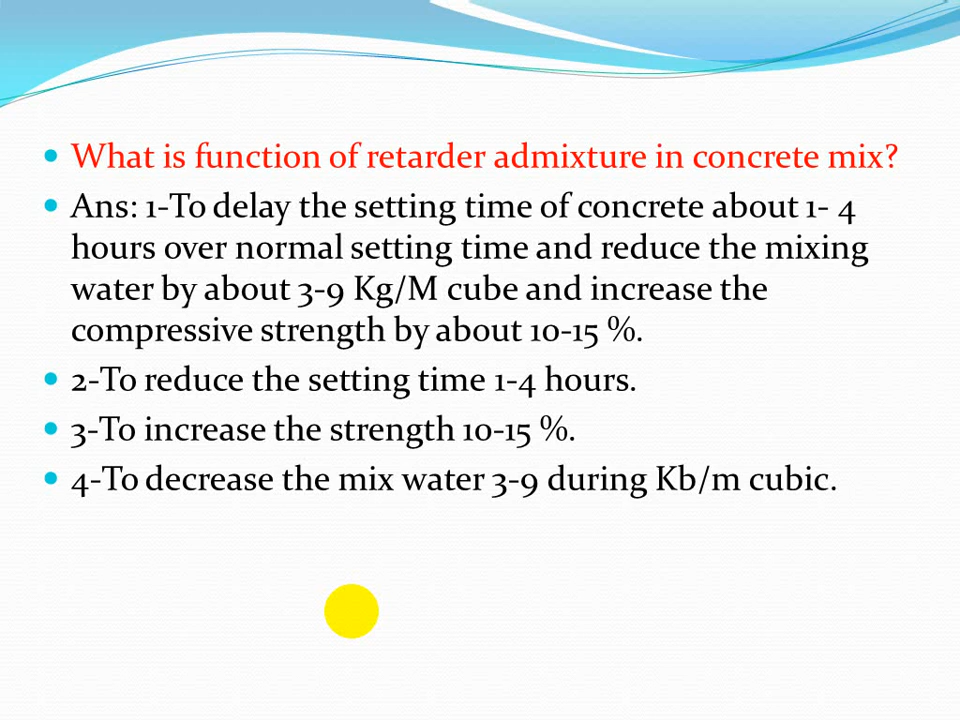 What is function of retarder admixture in concrete mix?
Ans: 1-To delay the setting time of concrete about 1- 4
hours over normal setting time and reduce the mixing
water by about 3-9 Kg/M cube and increase the
compressive strength by about 10-15 %.
2-To reduce the setting time 1-4 hours.
3-To increase the strength 10-15 %.
4-To decrease the mix water 3-9 during Kb/m cubic.